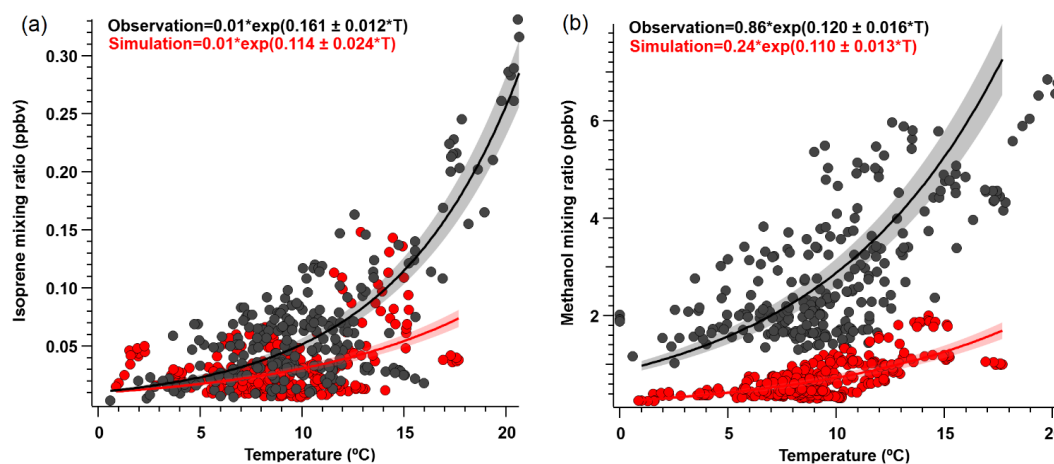 (a)
Observation=0.01*exp(0.161 ± 0.012*T)
Simulation=0.01*exp(0.114 ± 0.024*T)
Isoprene mixing ratio (ppbv)
0.30
0.25
0.20
0.15
0.10
0.05
0 5 10 15 20
Temperature (ºC)
(b)
Observation=0.86*exp(0.120 ± 0.016*T)
Simulation=0.24*exp(0.110 ± 0.013*T)
Methanol mixing ratio (ppbv)
6
4
2
0 5 10 15 20
Temperature (ºC)